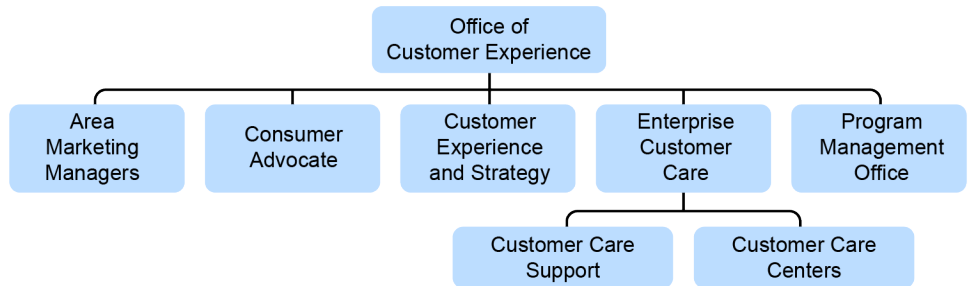 Office of
Customer Experience
Area
Marketing
Managers
Consumer
Advocate
Customer
Experience
and Strategy
Enterprise
Customer
Care
Program
Management
Office
Customer Care
Support
Customer Care
Centers